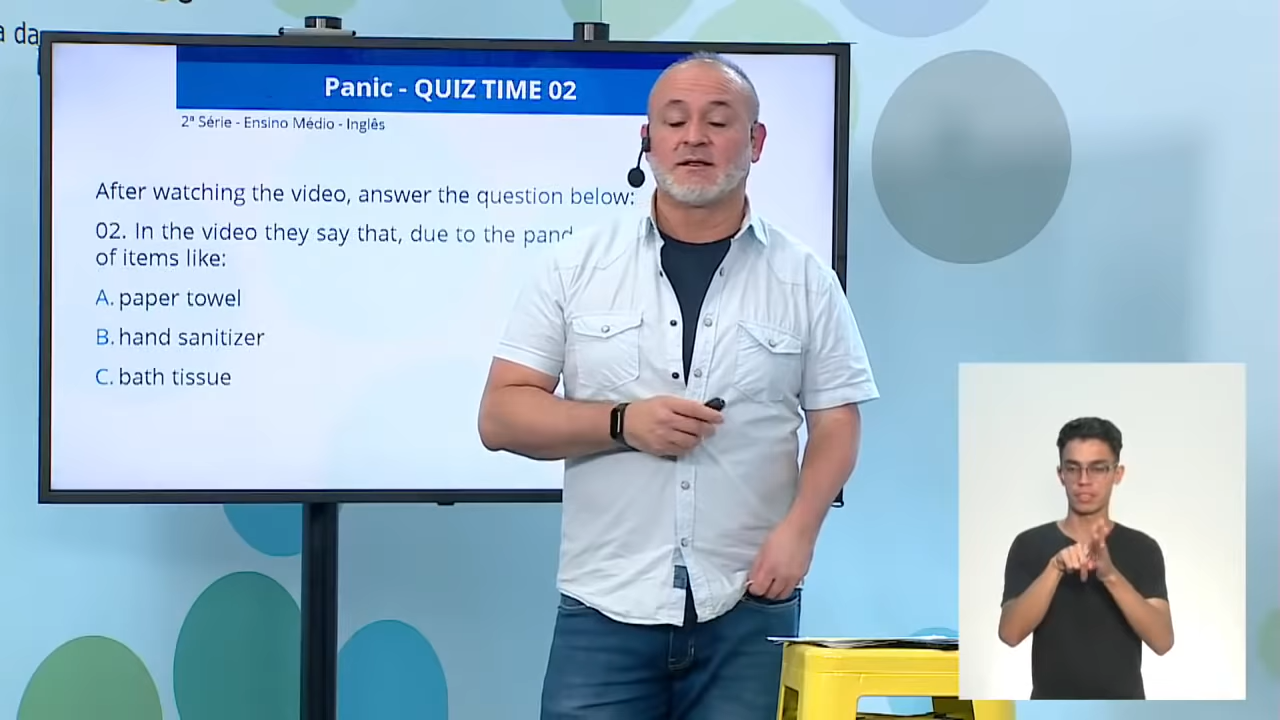 a da
Panic - QUIZ TIME 02
2ª Série - Ensino Médio - Inglês
After watching the video, answer the question below:
02. In the video they say that, due to the
of items like:
A. paper towel
B. hand sanitizer
C. bath tissue